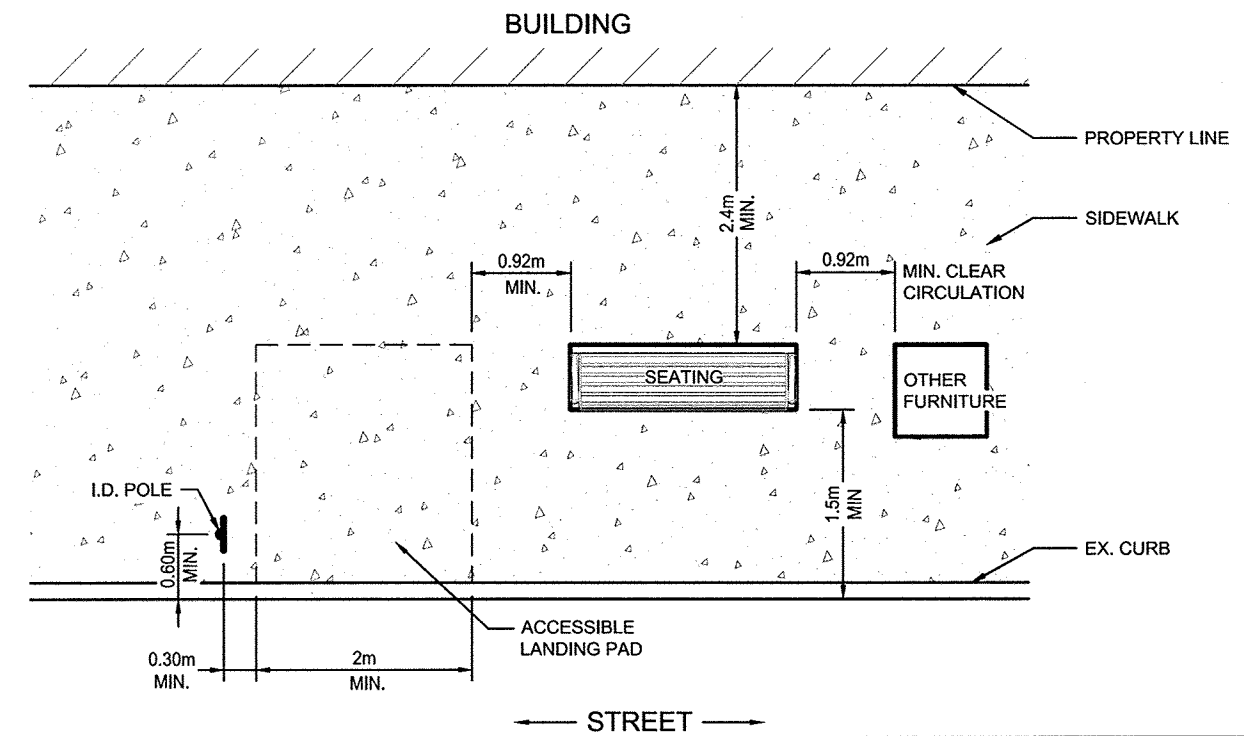 BUILDING
PROPERTY LINE
2.4m
MIN.
SIDEWALK
0.92m
MIN.
0.92m
MIN. CLEAR
CIRCULATION
SEATING
OTHER
FURNITURE
I.D. POLE
1.5m
MIN
0.60m
MIN.
EX. CURB
ACCESSIBLE
LANDING PAD
0.30m
MIN.
2m
MIN.
STREET